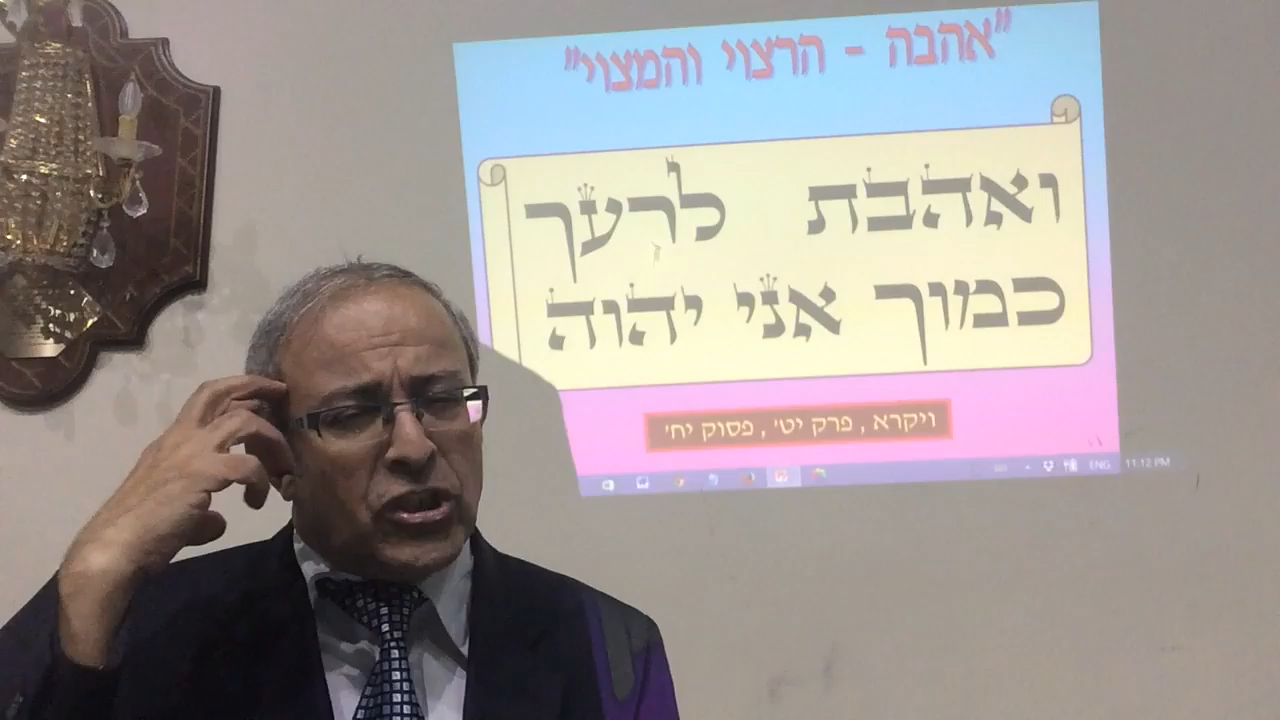 "אהבה - הרצוי והמצוי"
ואהבת לרעך
כמוך אני יהוה
ויקרא , פרק יט' , פסוק יח'
ENG 11:12 PM